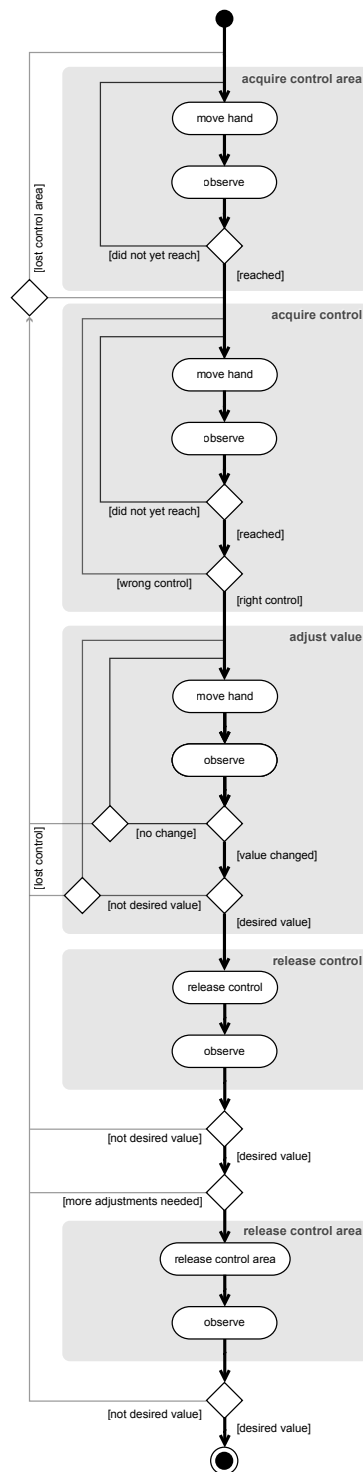 acquire control area
move hand
observe
[lost control area]
[did not yet reach]
[reached]
acquire control
move hand
observe
[did not yet reach]
[reached]
[wrong control]
[right control]
adjust value
move hand
observe
[lost control]
[no change]
[value changed]
[not desired value]
[desired value]
release control
release control
observe
[not desired value]
[desired value]
[more adjustments needed]
release control area
release control area
observe
[not desired value]
[desired value]